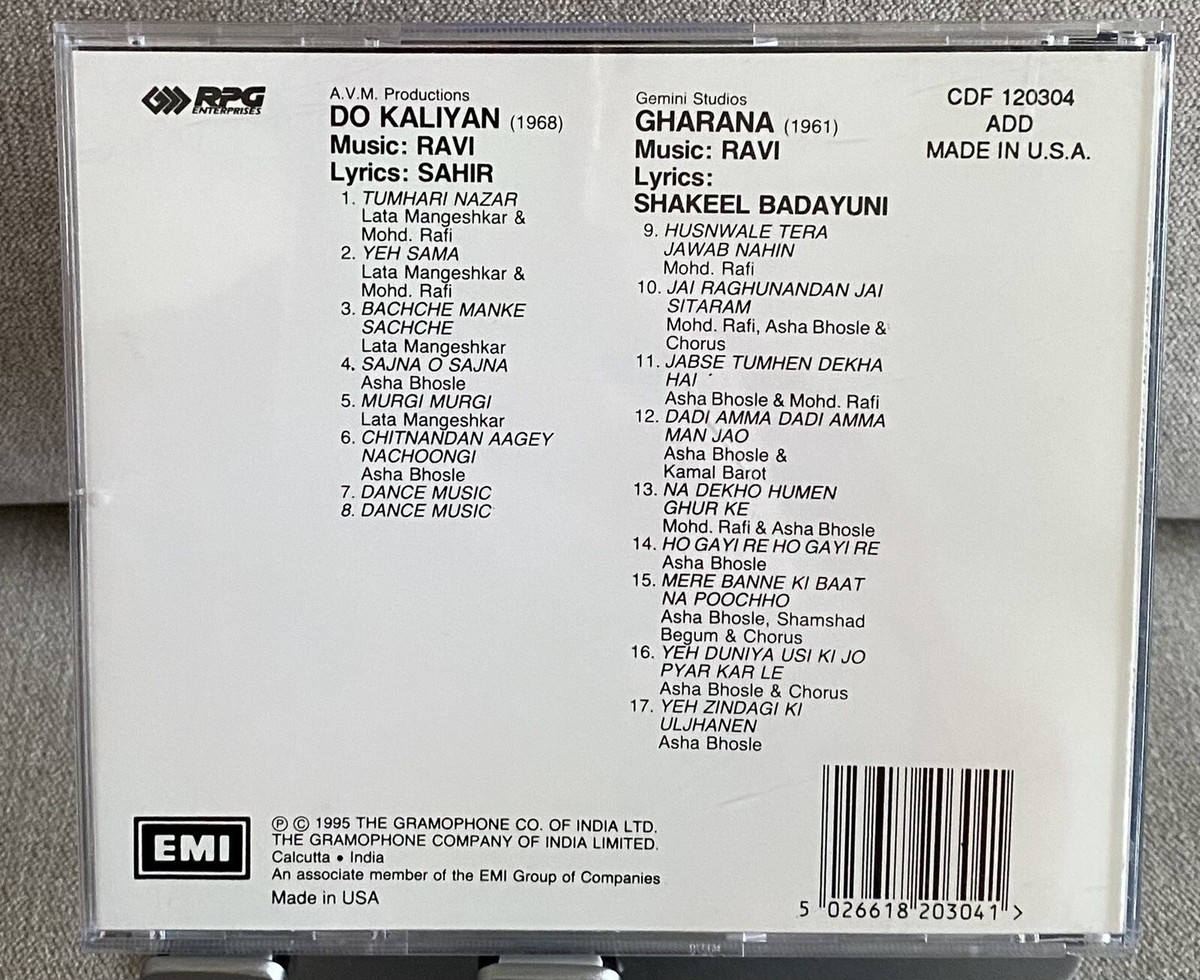 RPG
ENTERPRISES
A.V.M. Productions
DO KALIYAN (1968)
Music: RAVI
Lyrics: SAHIR
1. TUMHARI NAZAR
Lata Mangeshkar &
Mohd. Rafi
2. YEH SAMA
Lata Mangeshkar &
Mohd. Rafi
3. BACHCHE MANKE
SACHCHE
Lata Mangeshkar
4. SAJNA O SAJNA
Asha Bhosle
5. MURGI MURGI
Lata Mangeshkar
6. CHITNANDAN AAGEY
NACHOONGI
Asha Bhosle
7. DANCE MUSIC
8. DANCE MUSIC
Gemini Studios
GHARANA (1961)
Music: RAVI
Lyrics:
SHAKEEL BADAYUNI
9. HUSNWALE TERA
JAWAB NAHIN
Mohd. Rafi
10. JAI RAGHUNANDAN JAI
SITARAM
Mohd. Rafi, Asha Bhosle &
Chorus
11. JABSE TUMHEN DEKHA
HAI
Asha Bhosle & Mohd. Rafi
12. DADI AMMA DADI AMMA
MAN JAO
Asha Bhosle &
Kamal Barot
13. NA DEKHO HUMEN
GHUR KE
Mohd. Rafi & Asha Bhosle
14. HO GAYI RE HO GAYI RE
Asha Bhosle
15. MERE BANNE KI BAAT
NA POOCHHO
Asha Bhosle, Shamshad
Begum & Chorus
16. YEH DUNIYA USI KI JO
PYAR KAR LE
Asha Bhosle & Chorus
17. YEH ZINDAGI KI
ULJHANEN
Asha Bhosle
CDF 120304
ADD
MADE IN U.S.A.
EMI
℗ © 1995 THE GRAMOPHONE CO. OF INDIA LTD.
THE GRAMOPHONE COMPANY OF INDIA LIMITED.
Calcutta • India
An associate member of the EMI Group of Companies
Made in USA
5 026618 203041 >